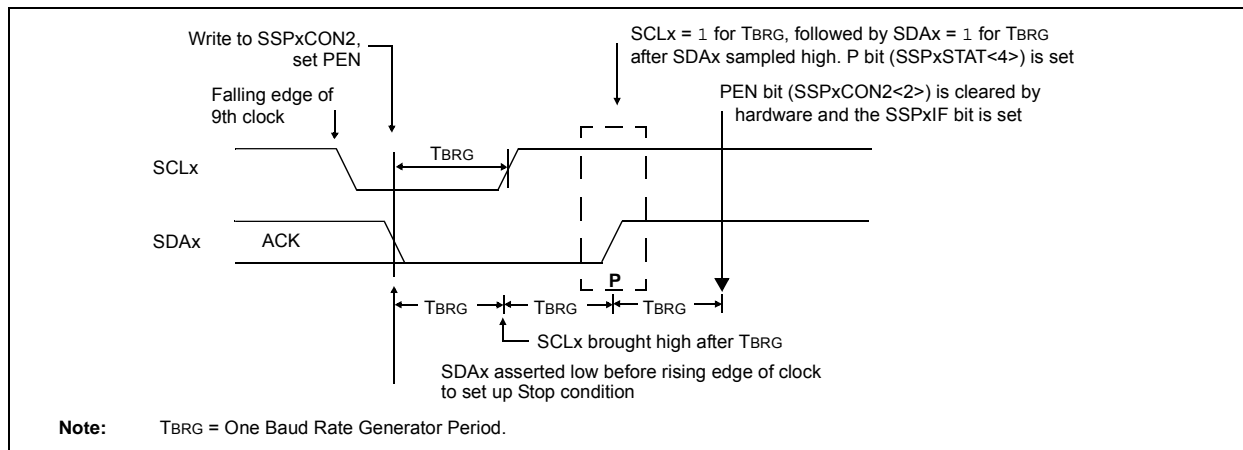 SCLx = 1 for TBRG, followed by SDAx = 1 for TBRG
after SDAx sampled high. P bit (SSPxSTAT<4>) is set
Write to SSPxCON2,
set PEN
PEN bit (SSPxCON2<2>) is cleared by
hardware and the SSPxIF bit is set
Falling edge of
9th clock
TBRG
SCLx
SDAx
ACK
P
TBRG
TBRG
TBRG
SCLx brought high after TBRG
SDAx asserted low before rising edge of clock
to set up Stop condition
Note: TBRG = One Baud Rate Generator Period.